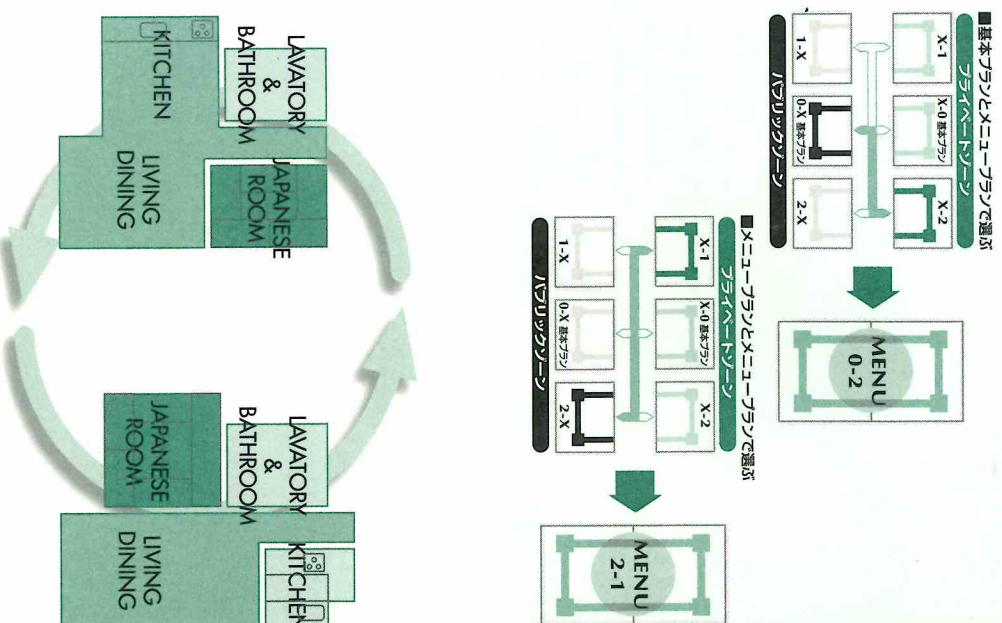 ■基本プランとメニュープランで選ぶ
プライベートゾーン
X-1
X-0 基本プラン
X-2
1-X
0-X 基本プラン
2-X
パブリックゾーン
MENU
0-2
■メニュープランとメニュープランで選ぶ
プライベートゾーン
X-1
X-0 基本プラン
X-2
1-X
0-X 基本プラン
2-X
パブリックゾーン
MENU
2-1
LAVATORY
&
BATHROOM
KITCHEN
JAPANESE
ROOM
LIVING
DINING
LAVATORY
&
BATHROOM
KITCHEN
JAPANESE
ROOM
LIVING
DINING